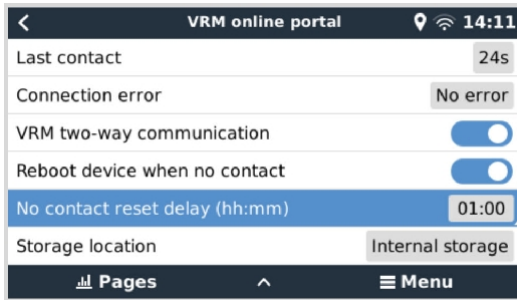 VRM online portal 14:11
Last contact 24s
Connection error No error
VRM two-way communication
Reboot device when no contact
No contact reset delay (hh:mm) 01:00
Storage location Internal storage
Pages Menu